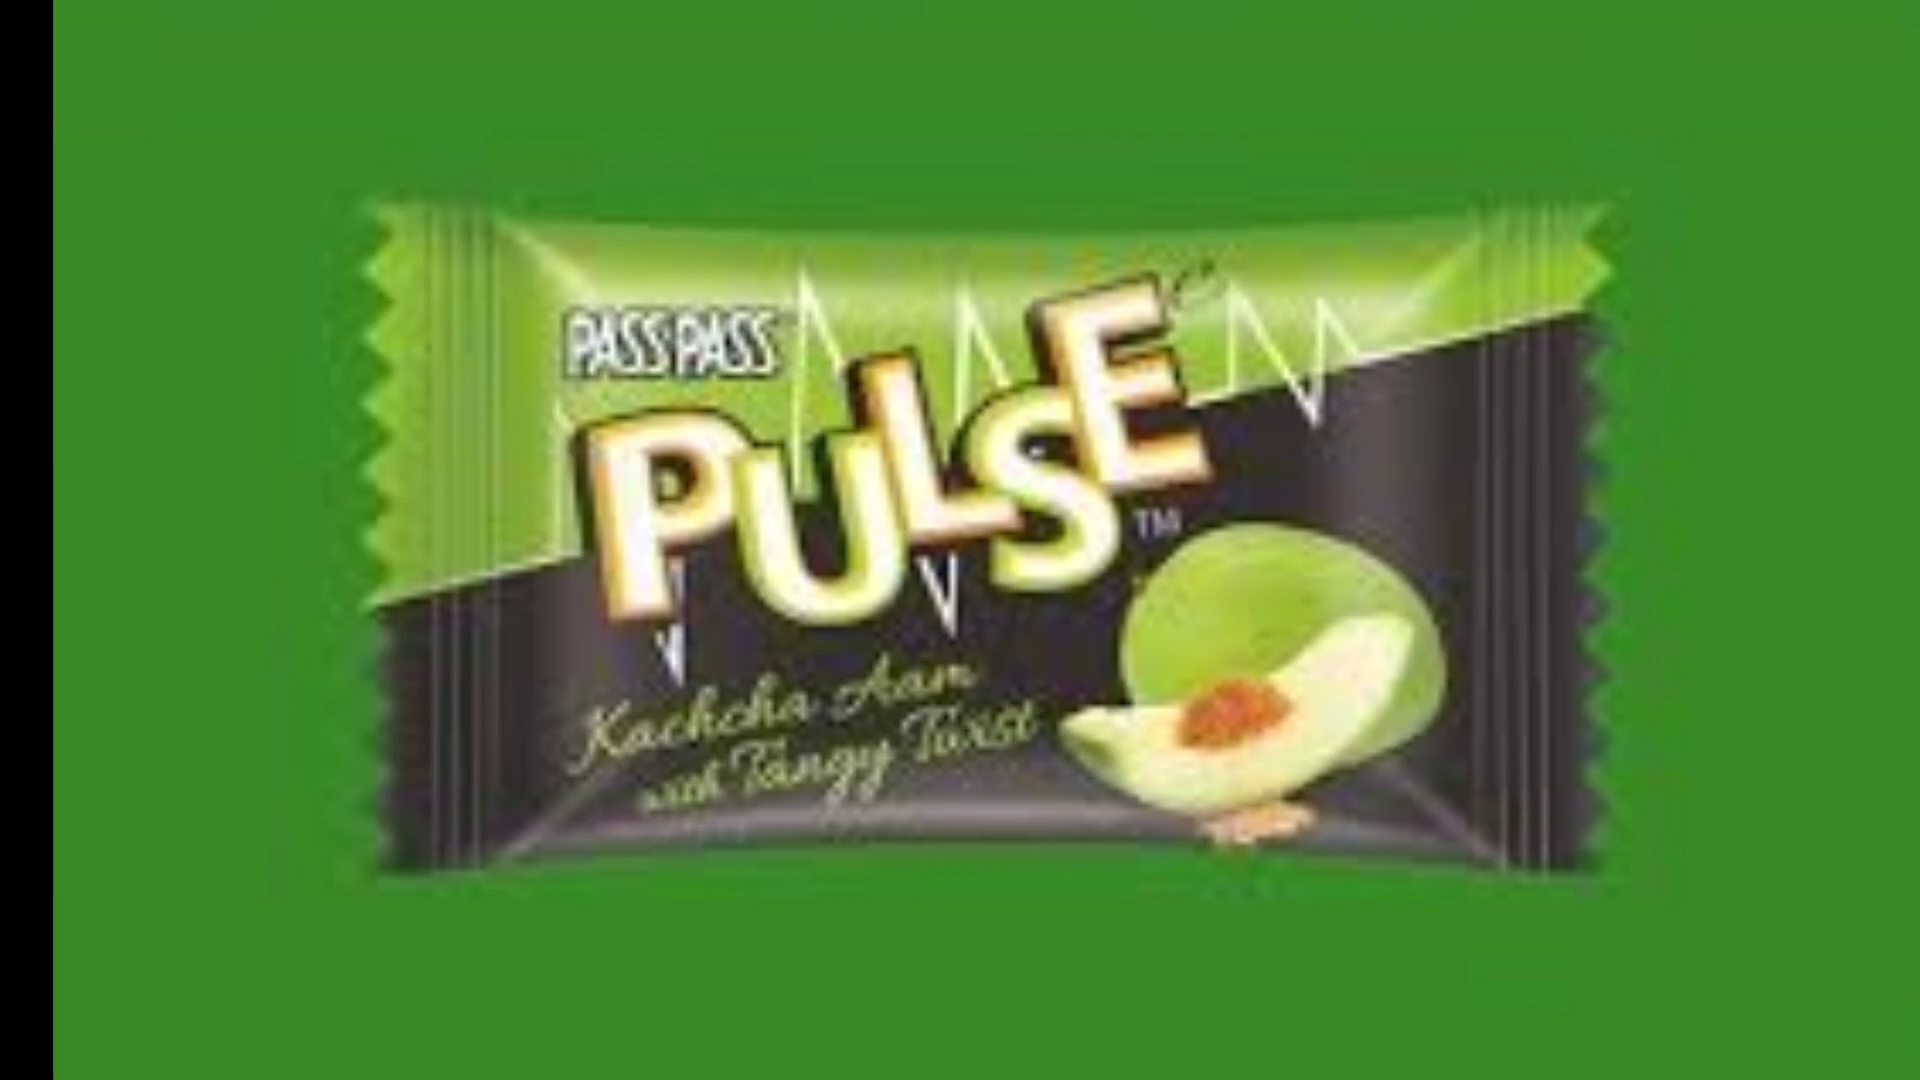 PASS PASS
PULSE
TM
Kachcha Aam
with Tangy Twist